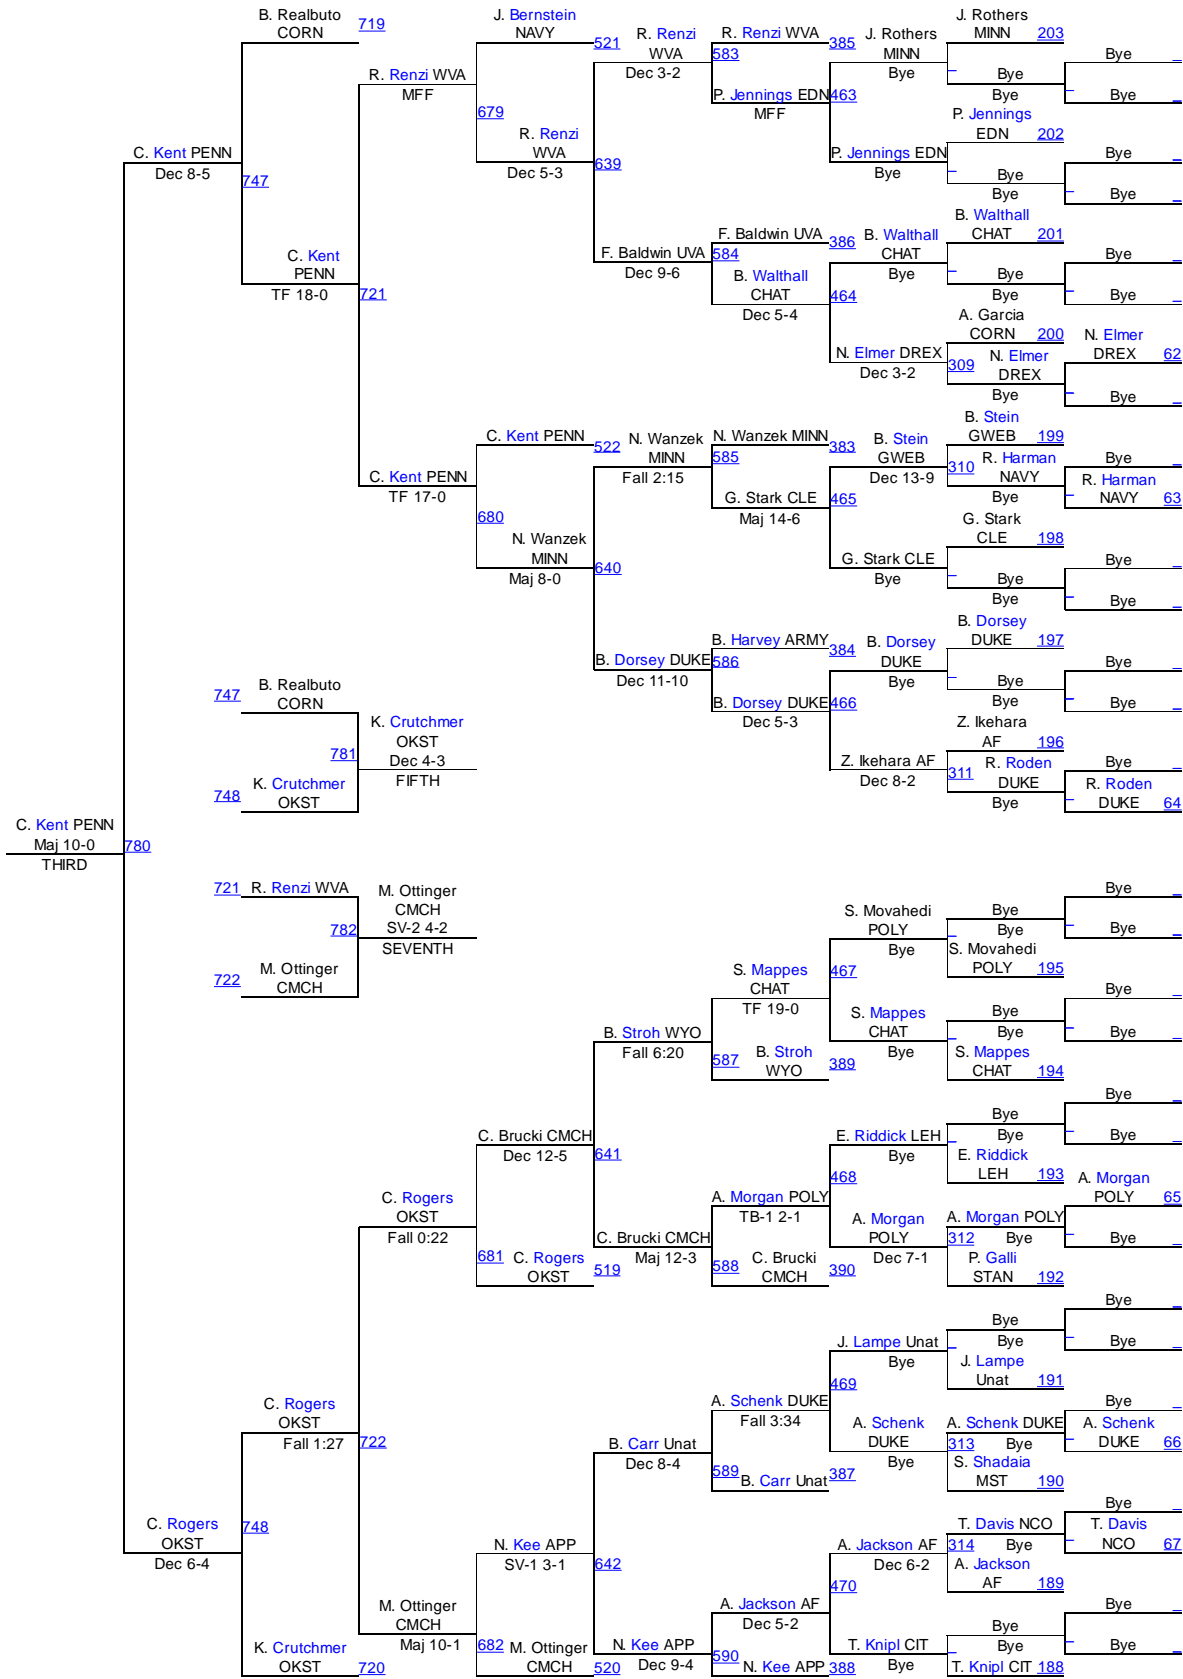 B. Realbuto
CORN 719
C. Kent PENN
Dec 8-5
747
C. Kent
PENN
TF 18-0
721
R. Renzi WVA
MFF
J. Bernstein
NAVY
521
679
R. Renzi
WVA
Dec 5-3
R. Renzi
WVA
Dec 3-2
639
F. Baldwin UVA
Dec 9-6
R. Renzi WVA 385
583
P. Jennings EDN
MFF
463
J. Rothers
MINN
Bye
P. Jennings EDN
Bye
F. Baldwin UVA 386
584
B. Walthall
CHAT
Dec 5-4
464
B. Walthall
CHAT
Bye
N. Elmer DREX
Dec 3-2
J. Rothers
MINN 203
Bye
Bye
P. Jennings
EDN 202
Bye
Bye
B. Walthall
CHAT 201
Bye
Bye
A. Garcia
CORN 200
309
N. Elmer
DREX
Bye
Bye
Bye
Bye
Bye
Bye
Bye
N. Elmer
DREX 62
Bye
C. Kent PENN
TF 17-0
C. Kent PENN 522
680
N. Wanzek
MINN
Maj 8-0
N. Wanzek
MINN
Fall 2:15
640
B. Dorsey DUKE
Dec 11-10
N. Wanzek MINN 383
585
G. Stark CLE
Maj 14-6
465
B. Stein
GWEB
Dec 13-9
G. Stark CLE
Bye
B. Harvey ARMY 384
586
B. Dorsey DUKE
Dec 5-3
466
B. Dorsey
DUKE
Bye
Z. Ikehara AF
Dec 8-2
B. Stein
GWEB 199
310
R. Harman
NAVY
Bye
G. Stark
CLE 198
Bye
Bye
B. Dorsey
DUKE 197
Bye
Bye
Z. Ikehara
AF 196
311
R. Roden
DUKE
Bye
Bye
R. Harman
NAVY 63
Bye
Bye
Bye
Bye
Bye
R. Roden
DUKE 64
747
B. Realbuto
CORN
781
748
K. Crutchmer
OKST
K. Crutchmer
OKST
Dec 4-3
FIFTH
C. Kent PENN
Maj 10-0
THIRD
780
721 R. Renzi WVA
782
722
M. Ottinger
CMCH
M. Ottinger
CMCH
SV-2 4-2
SEVENTH
C. Rogers
OKST
Dec 6-4
748
C. Rogers
OKST
Fall 1:27
722
K. Crutchmer
OKST 720
C. Rogers
OKST
Fall 0:22
C. Brucki CMCH
Dec 12-5
681
C. Rogers
OKST 519
B. Stroh WYO
Fall 6:20
641
C. Brucki CMCH
Maj 12-3
S. Mappes
CHAT
TF 19-0
587
B. Stroh
WYO 389
467
S. Movahedi
POLY
Bye
S. Mappes
CHAT
Bye
A. Morgan POLY
TB-1 2-1
588
C. Brucki
CMCH 390
468
E. Riddick LEH
Bye
A. Morgan
POLY
Dec 7-1
Bye
Bye
S. Movahedi
POLY 195
Bye
Bye
S. Mappes
CHAT 194
Bye
Bye
E. Riddick
LEH 193
A. Morgan POLY
312
Bye
P. Galli
STAN 192
Bye
Bye
Bye
Bye
Bye
Bye
A. Morgan
POLY 65
Bye
M. Ottinger
CMCH
Maj 10-1
N. Kee APP
SV-1 3-1
682
M. Ottinger
CMCH 520
B. Carr Unat
Dec 8-4
642
N. Kee APP
Dec 9-4
A. Schenk DUKE
Fall 3:34
589
B. Carr Unat 387
469
J. Lampe Unat
Bye
A. Schenk
DUKE
Bye
A. Jackson AF
Dec 5-2
590
N. Kee APP 388
470
A. Jackson AF
Dec 6-2
T. Knipl CIT
Bye
Bye
Bye
J. Lampe
Unat 191
A. Schenk DUKE
313
Bye
S. Shadaia
MST 190
T. Davis NCO
314
Bye
A. Jackson
AF 189
Bye
Bye
T. Knipl CIT 188
Bye
Bye
Bye
A. Schenk
DUKE 66
Bye
T. Davis
NCO 67
Bye
Bye